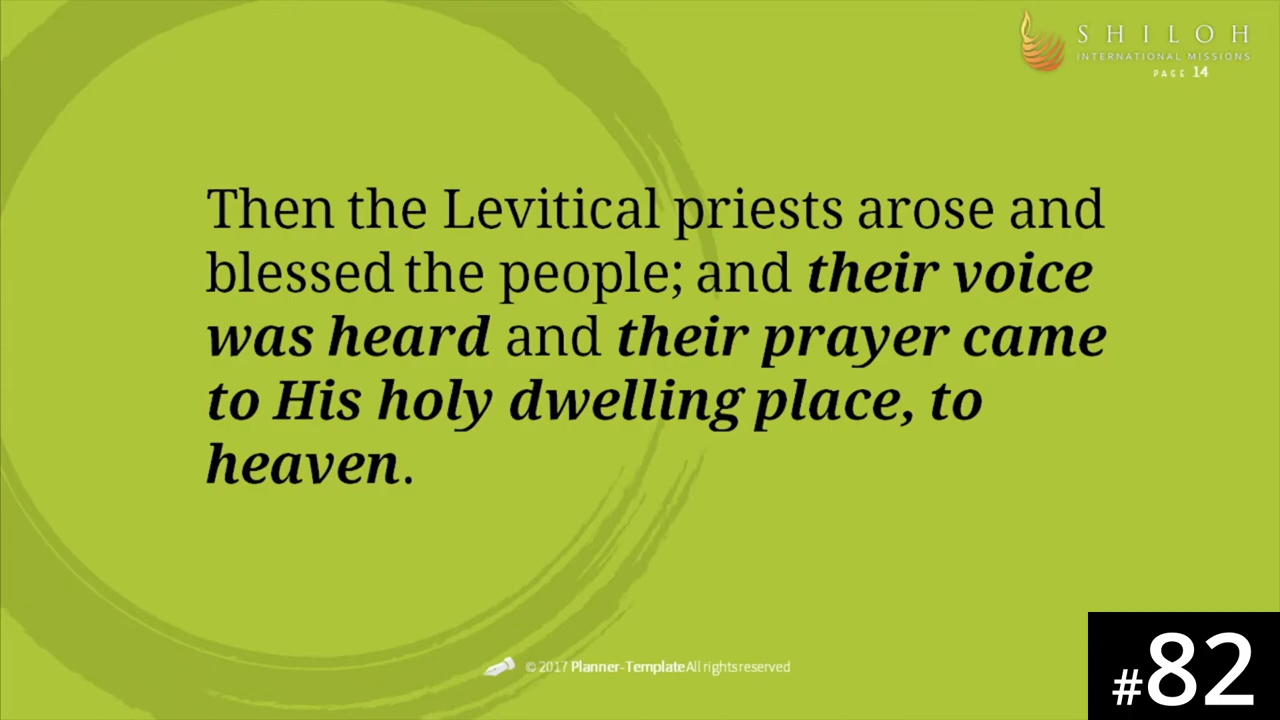 SHILOH
INTERNATIONAL MISSIONS
PAGE 14
Then the Levitical priests arose and
blessed the people; and their voice
was heard and their prayer came
to His holy dwelling place, to
heaven.
© 2017 Planner-Template All rights reserved
#82